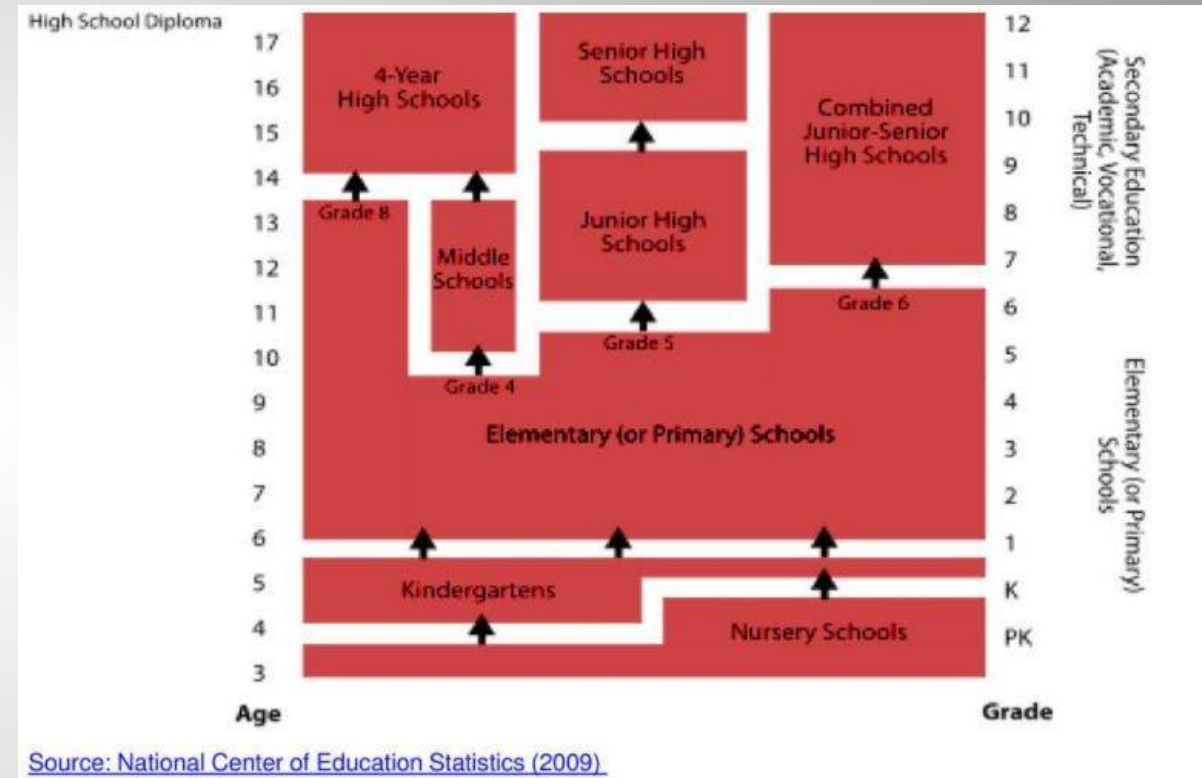 High School Diploma
17
16
15
14
13
12
11
10
9
8
7
6
5
4
3
Age
4-Year
High Schools
Senior High
Schools
Combined
Junior-Senior
High Schools
Grade 8
Middle
Schools
Junior High
Schools
Grade 6
Grade 5
Grade 4
Elementary (or Primary) Schools
Kindergartens
Nursery Schools
12
11
10
9
8
7
6
5
4
3
2
1
K
PK
Grade
Secondary Education
(Academic, Vocational,
Technical)
Elementary (or Primary)
Schools
Source: National Center of Education Statistics (2009)